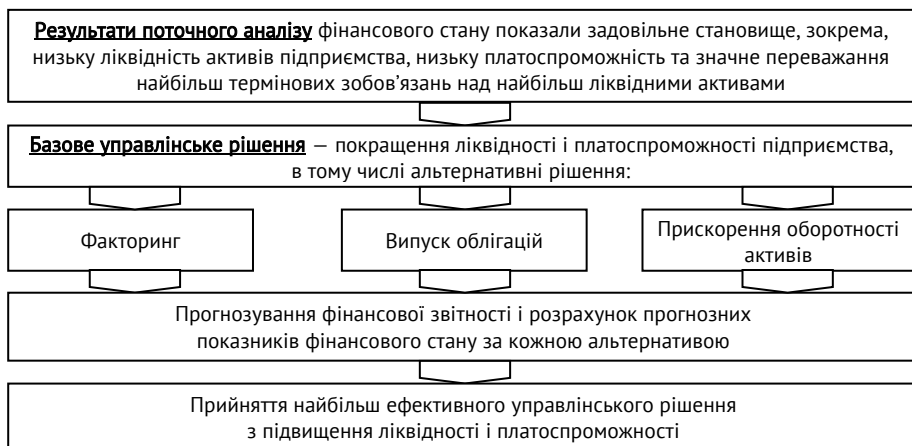 Результати поточного аналізу фінансового стану показали задовільне становище, зокрема,
низьку ліквідність активів підприємства, низьку платоспроможність та значне переважання
найбільш термінових зобов’язань над найбільш ліквідними активами
Базове управлінське рішення — покращення ліквідності і платоспроможності підприємства,
в тому числі альтернативні рішення:
Факторинг
Випуск облігацій
Прискорення оборотності
активів
Прогнозування фінансової звітності і розрахунок прогнозних
показників фінансового стану за кожною альтернативою
Прийняття найбільш ефективного управлінського рішення
з підвищення ліквідності і платоспроможності